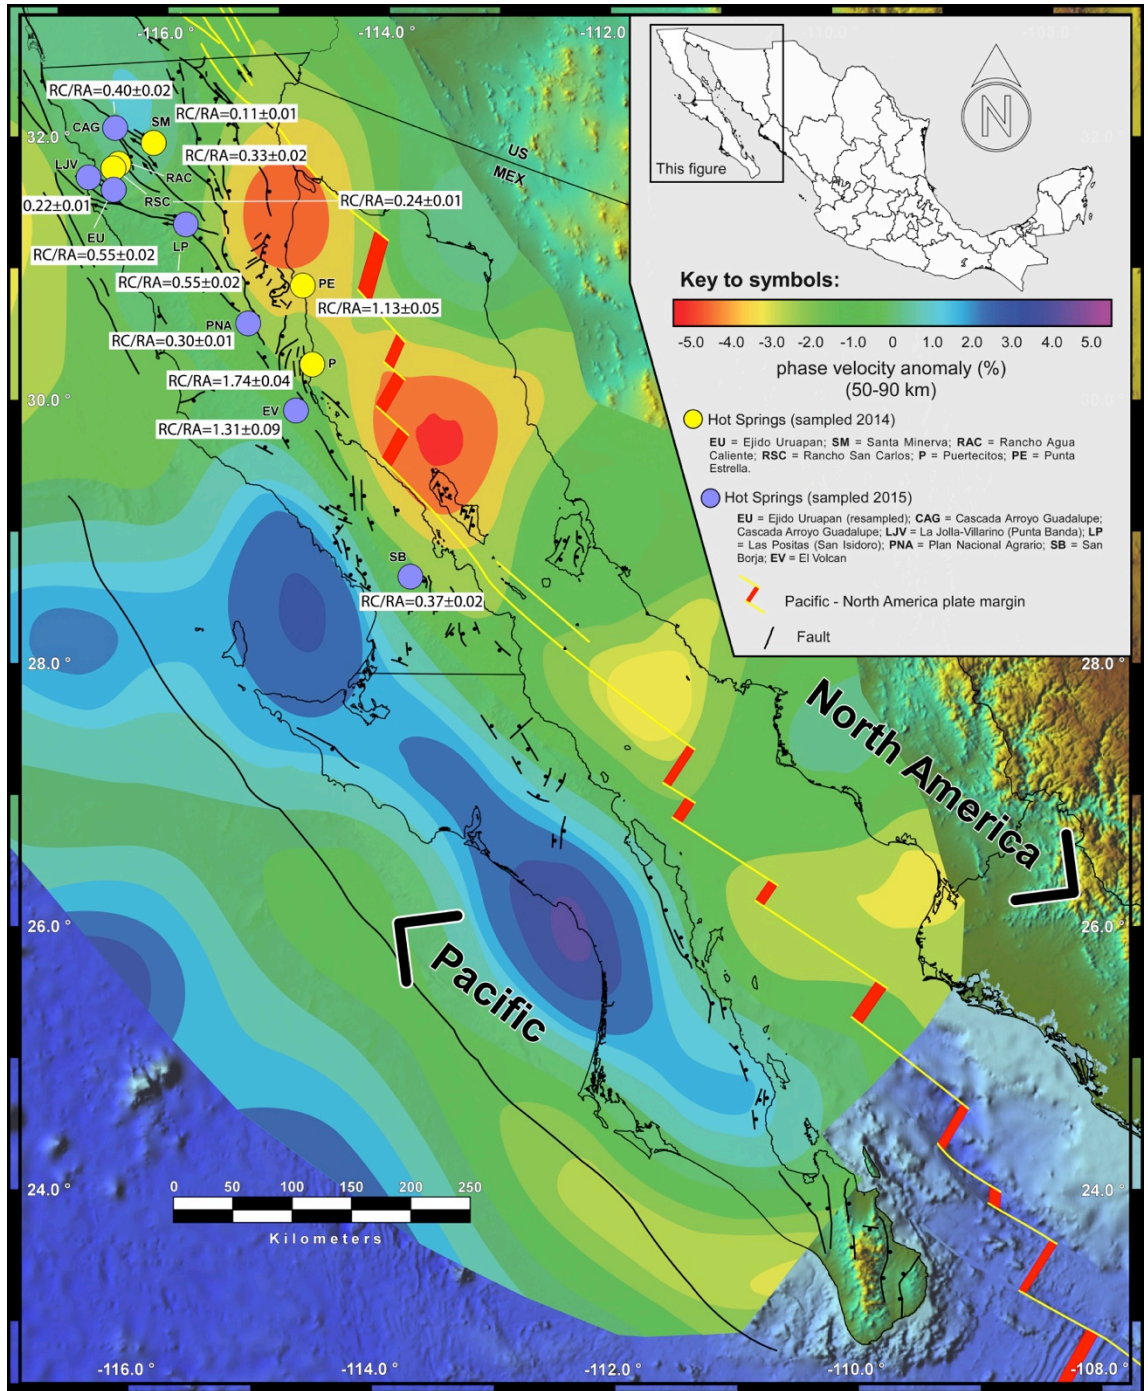 -116.0 °
-114.0 °
-112.0
-110.0 °
-108.0 °
RC/RA=0.40±0.02
CAG
SM
RC/RA=0.11±0.01
32.0 °
32.0 °
LJV
RAC
RC/RA=0.33±0.02
US
MEX
0.22±0.01
RSC
RC/RA=0.24±0.01
EU
RC/RA=0.55±0.02
LP
RC/RA=0.55±0.02
PE
RC/RA=1.13±0.05
PNA
RC/RA=0.30±0.01
P
RC/RA=1.74±0.04
30.0 °
30.0 °
EV
RC/RA=1.31±0.09
SB
RC/RA=0.37±0.02
28.0 °
28.0 °
This figure
N
Key to symbols:
-5.0 -4.0 -3.0 -2.0 -1.0 0 1.0 2.0 3.0 4.0 5.0
phase velocity anomaly (%)
(50-90 km)
Hot Springs (sampled 2014)
EU = Ejido Uruapan; SM = Santa Minerva; RAC = Rancho Agua
Caliente; RSC = Rancho San Carlos; P = Puertecitos; PE = Punta
Estrella.
Hot Springs (sampled 2015)
EU = Ejido Uruapan (resampled); CAG = Cascada Arroyo Guadalupe;
Cascada Arroyo Guadalupe; LJV = La Jolla-Villarino (Punta Banda); LP
= Las Positas (San Isidoro); PNA = Plan Nacional Agrario; SB = San
Borja; EV = El Volcan
Pacific - North America plate margin
Fault
North America
Pacific
26.0 °
26.0 °
24.0 °
24.0 °
0 50 100 150 200 250
Kilometers
-116.0 °
-114.0 °
-112.0 °
-110.0 °
-108.0 °